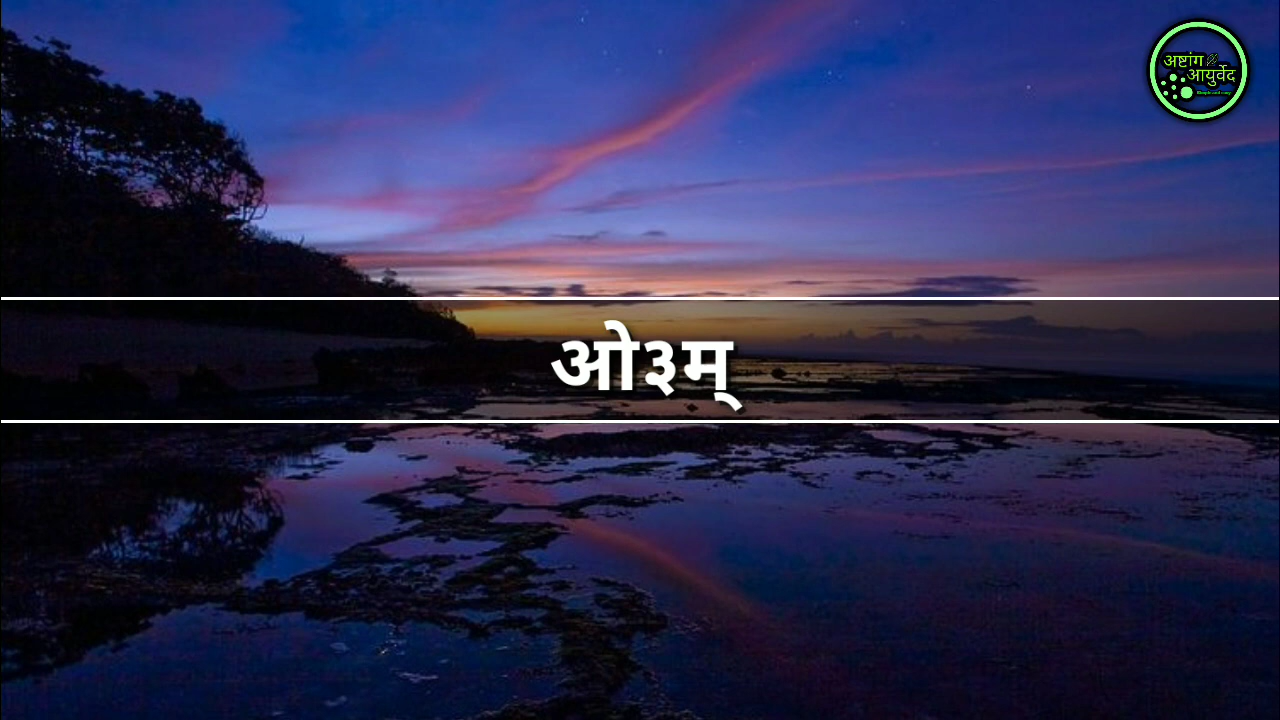 अष्टांग
आयुर्वेद
ओ३म्